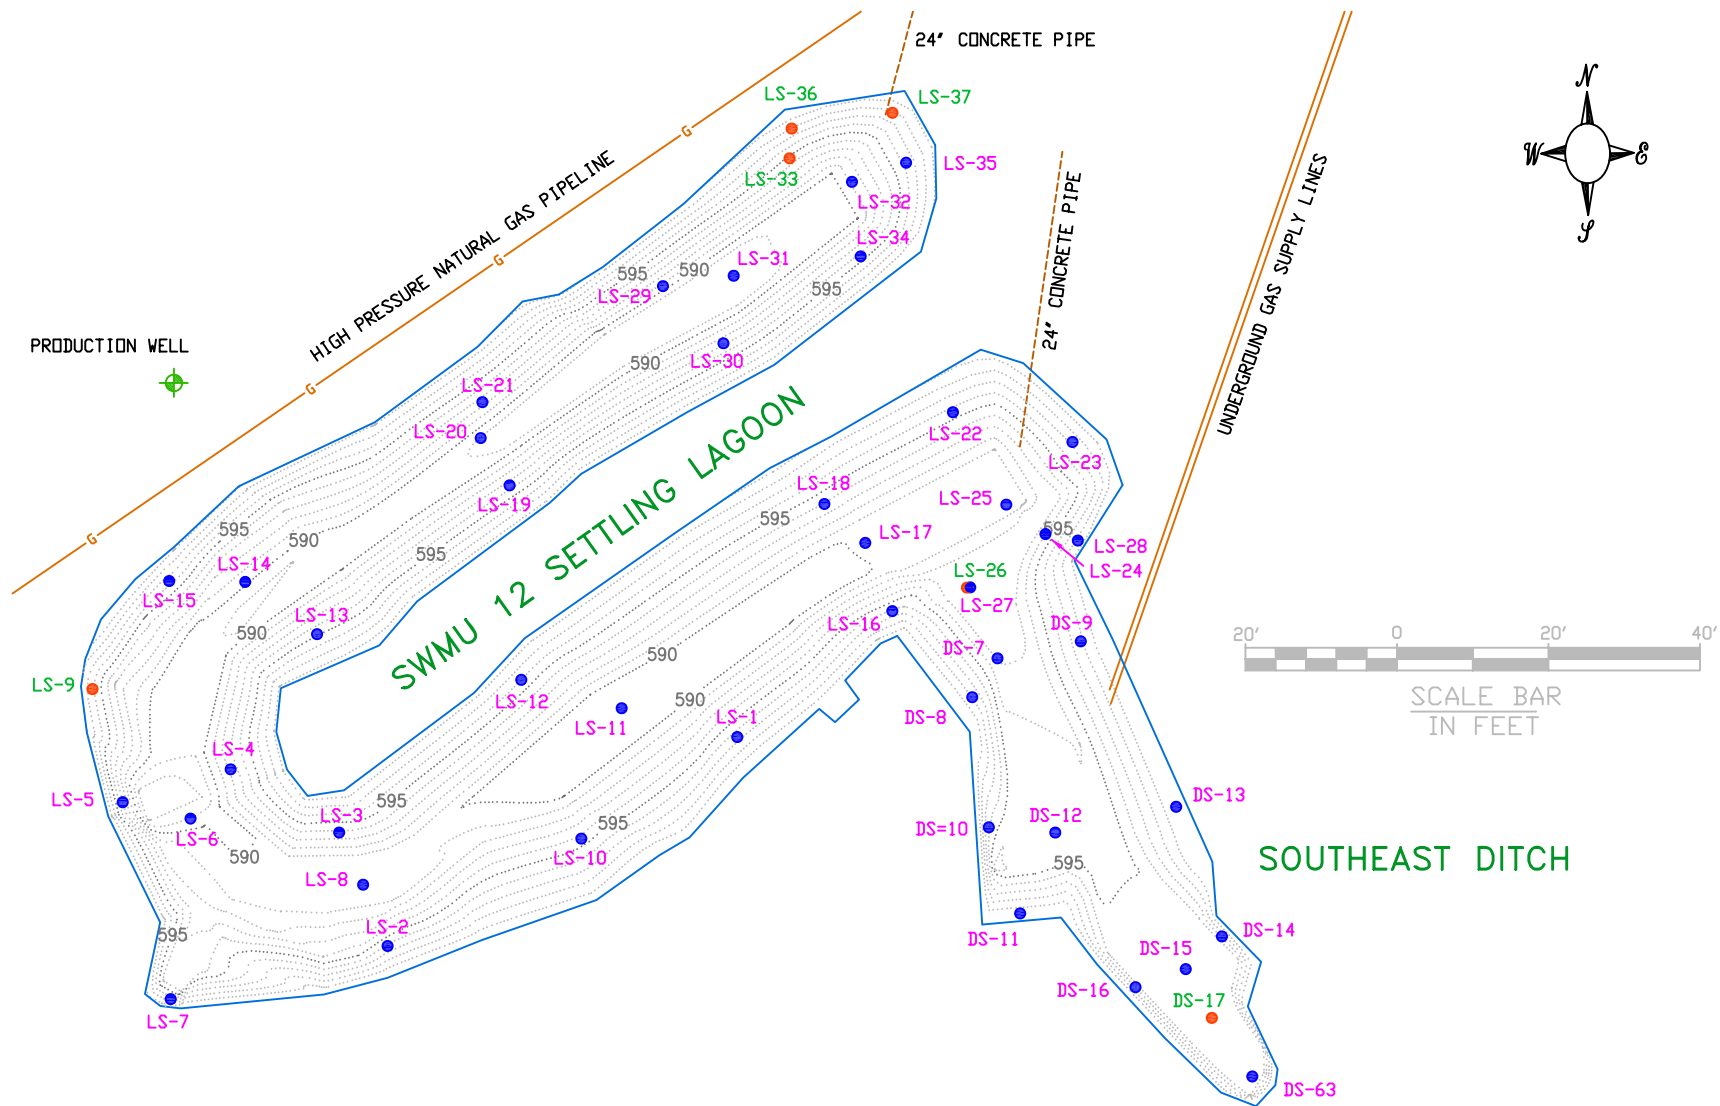 24" CONCRETE PIPE
N
LS-36
LS-37
G
W
E
HIGH PRESSURE NATURAL GAS PIPELINE
LS-35
LS-33
24" CONCRETE PIPE
UNDERGROUND GAS SUPPLY LINES
LS-32
S
LS-34
G
LS-31
595
590
595
LS-29
PRODUCTION WELL
LS-30
590
G
LS-21
LS-20
LS-22
LS-23
SWMU 12 SETTLING LAGOON
LS-18
LS-25
LS-19
595
595
595
G
590
LS-17
LS-28
595
LS-14
LS-26
LS-24
LS-15
LS-27
LS-13
LS-16
DS-9
590
DS-7
20'
0
20'
40'
590
LS-9
LS-12
SCALE BAR
IN FEET
590
LS-11
LS-1
DS-8
LS-4
LS-5
595
DS-13
LS-3
595
DS=10
DS-12
LS-6
590
LS-10
SOUTHEAST DITCH
595
LS-8
LS-2
595
DS-11
DS-14
DS-15
DS-16
DS-17
LS-7
DS-63